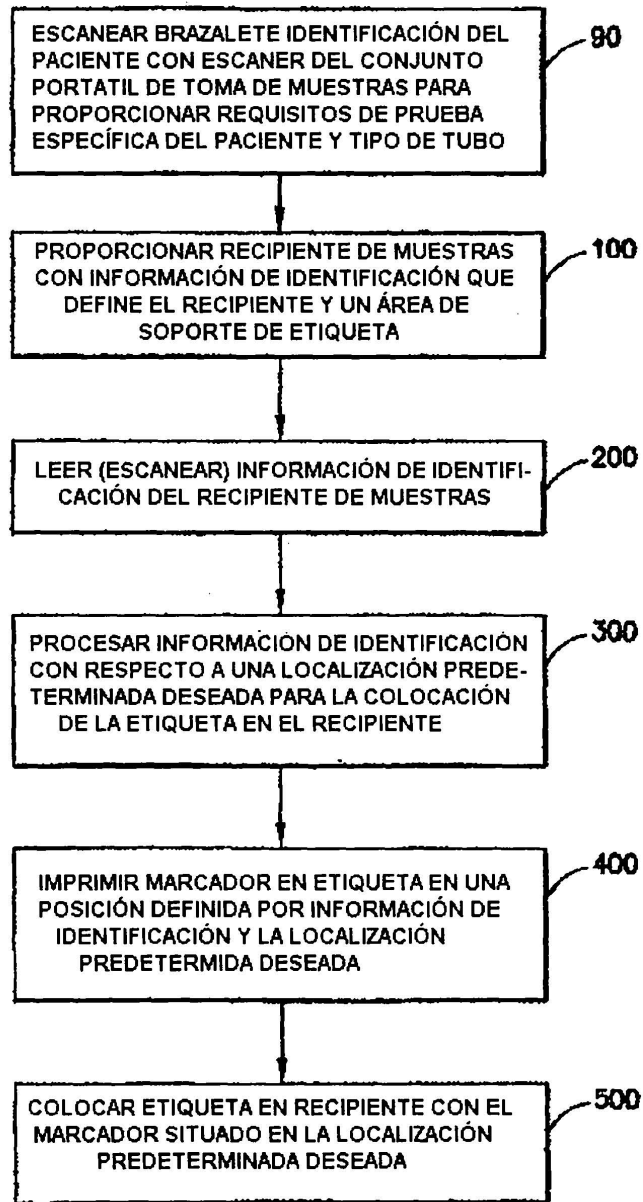 ESCANEAR BRAZALETE IDENTIFICACIÓN DEL
PACIENTE CON ESCANER DEL CONJUNTO
PORTATIL DE TOMA DE MUESTRAS PARA
PROPORCIONAR REQUISITOS DE PRUEBA
ESPECÍFICA DEL PACIENTE Y TIPO DE TUBO
90
PROPORCIONAR RECIPIENTE DE MUESTRAS
CON INFORMACIÓN DE IDENTIFICACIÓN QUE
DEFINE EL RECIPIENTE Y UN ÁREA DE
SOPORTE DE ETIQUETA
100
LEER (ESCANEAR) INFORMACIÓN DE IDENTIFI-
CACIÓN DEL RECIPIENTE DE MUESTRAS
200
PROCESAR INFORMACIÓN DE IDENTIFICACIÓN
CON RESPECTO A UNA LOCALIZACIÓN PREDE-
TERMINADA DESEADA PARA LA COLOCACIÓN
DE LA ETIQUETA EN EL RECIPIENTE
300
IMPRIMIR MARCADOR EN ETIQUETA EN UNA
POSICIÓN DEFINIDA POR INFORMACIÓN DE
IDENTIFICACIÓN Y LA LOCALIZACIÓN
PREDETERMIDA DESEADA
400
COLOCAR ETIQUETA EN RECIPIENTE CON EL
MARCADOR SITUADO EN LA LOCALIZACIÓN
PREDETERMINADA DESEADA
500